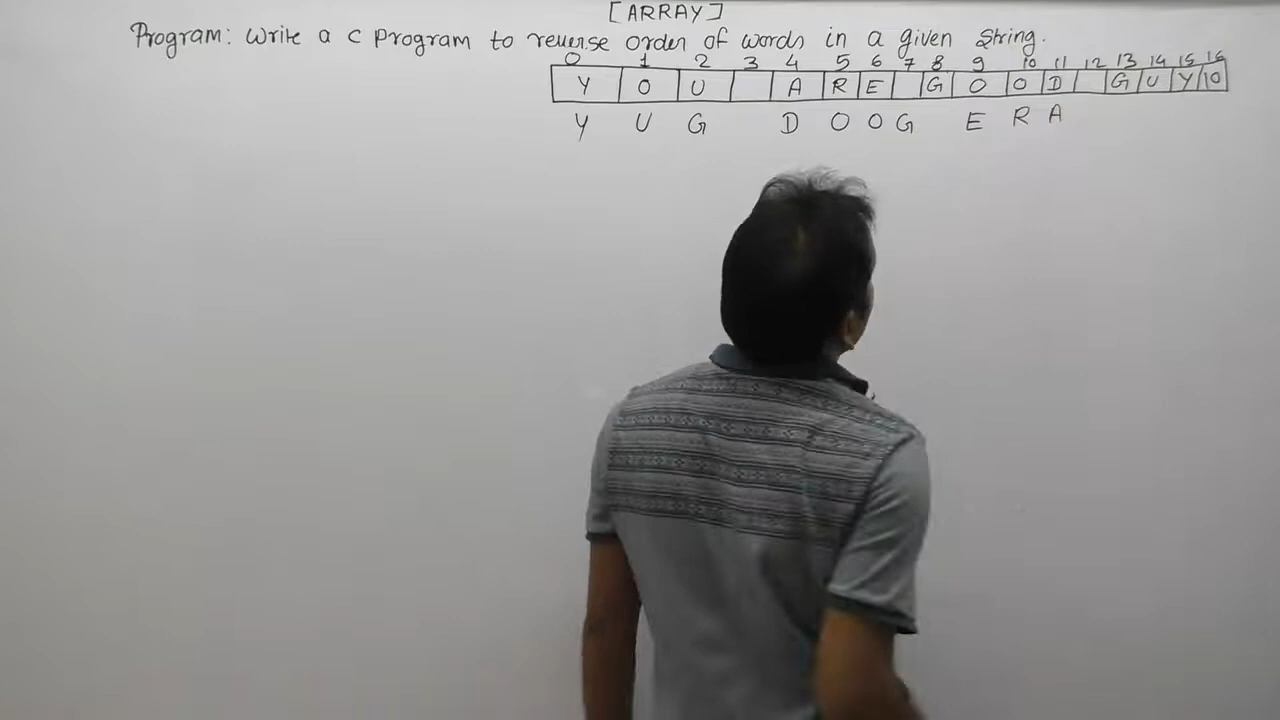 [ARRAY]
Program: Write a C program to reverse order of words in a given string.
0 1 2 3 4 5 6 7 8 9 10 11 12 13 14 15 16
Y O U A R E G O O D G U Y \0
Y U G D O O G E R A